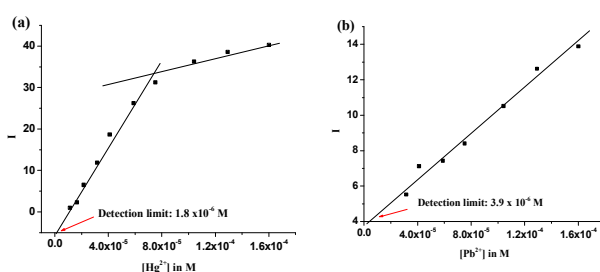 (a)
40
30
20
10
0
I
Detection limit: 1.8 x10⁻⁶ M
0.0 4.0x10⁻⁵ 8.0x10⁻⁵ 1.2x10⁻⁴ 1.6x10⁻⁴
[Hg²⁺] in M
(b)
14
12
10
8
6
4
I
Detection limit: 3.9 x 10⁻⁶ M
0.0 4.0x10⁻⁵ 8.0x10⁻⁵ 1.2x10⁻⁴ 1.6x10⁻⁴
[Pb²⁺] in M